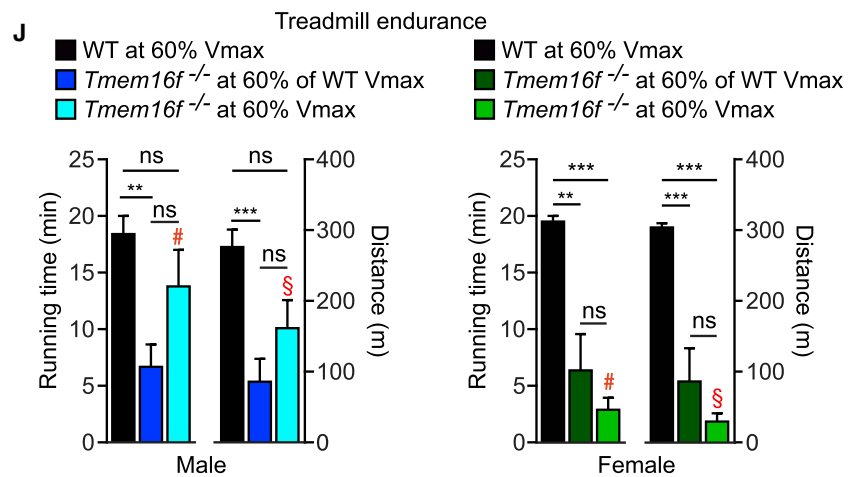 J
Treadmill endurance
WT at 60% Vmax
Tmem16f -/- at 60% of WT Vmax
Tmem16f -/- at 60% Vmax
WT at 60% Vmax
Tmem16f -/- at 60% of WT Vmax
Tmem16f -/- at 60% Vmax
Running time (min)
25
20
15
10
5
0
ns
**
ns
#
ns
***
ns
§
400
300
200
100
0
Distance (m)
Male
Running time (min)
25
20
15
10
5
0
***
**
ns
#
***
***
ns
§
400
300
200
100
0
Distance (m)
Female